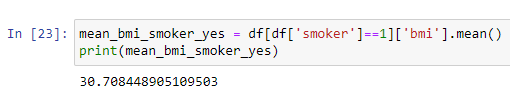 In [23]: mean_bmi_smoker_yes = df[df['smoker']==1]['bmi'].mean()
print(mean_bmi_smoker_yes)
30.708448905109503